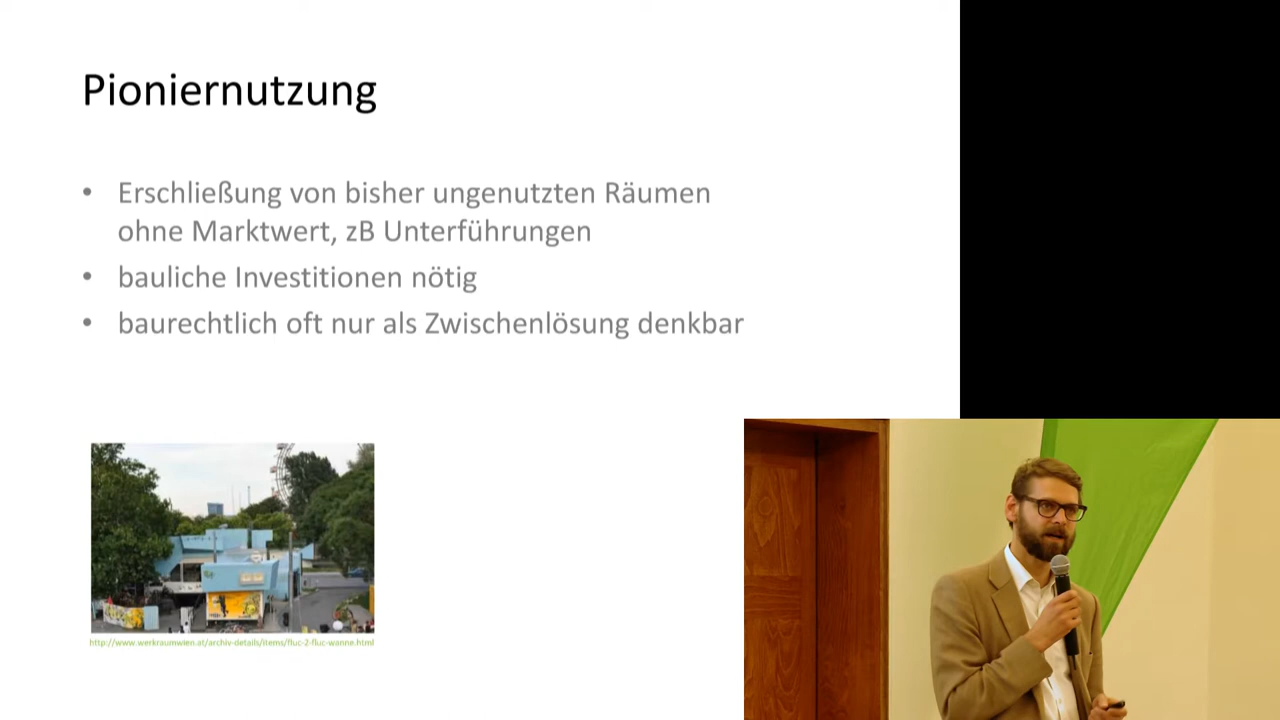 Pioniernutzung
• Erschließung von bisher ungenutzten Räumen
ohne Marktwert, zB Unterführungen
• bauliche Investitionen nötig
• baurechtlich oft nur als Zwischenlösung denkbar
http://www.werkraumwien.at/archiv-details/items/fluc-2-fluc-wanne.html